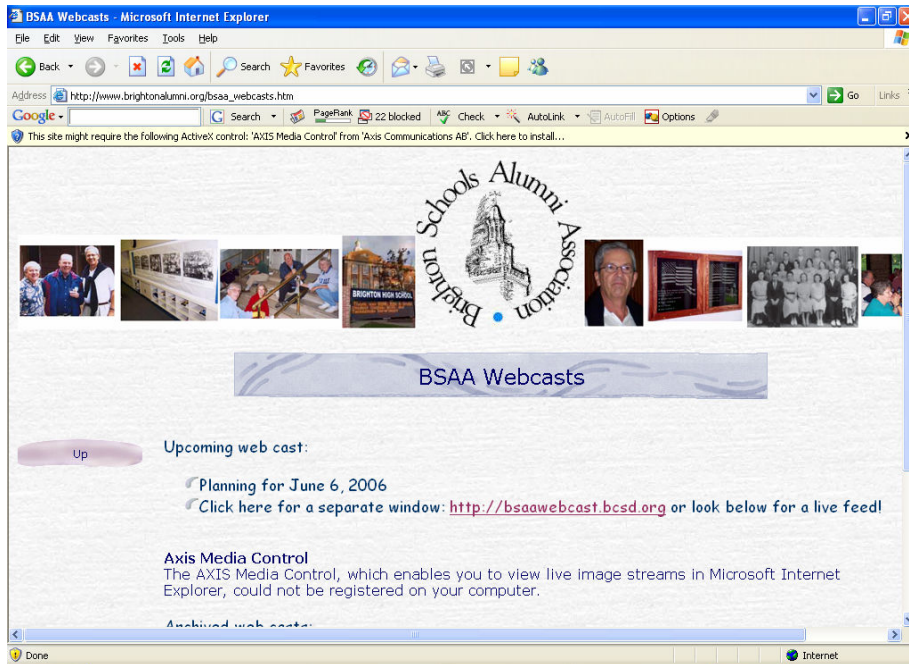 BSAA Webcasts - Microsoft Internet Explorer
File Edit View Favorites Tools Help
Back Search Favorites
Address http://www.brightonalumni.org/bsaa_webcasts.htm Go Links
Google Search PageRank 22 blocked ABC Check AutoLink AutoFill Options
This site might require the following ActiveX control: 'AXIS Media Control' from 'Axis Communications AB'. Click here to install...
Brighton Schools Alumni Association
BRIGHTON HIGH SCHOOL
BSAA Webcasts
Up
Upcoming web cast:
Planning for June 6, 2006
Click here for a separate window: http://bsaawebcast.bcsd.org or look below for a live feed!
Axis Media Control
The AXIS Media Control, which enables you to view live image streams in Microsoft Internet
Explorer, could not be registered on your computer.
Archived web casts:
Done Internet